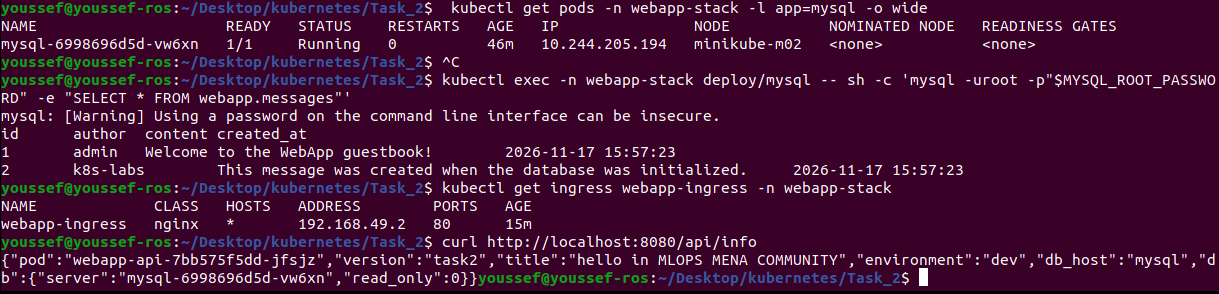 youssef@youssef-ros:~/Desktop/kubernetes/Task_2$  kubectl get pods -n webapp-stack -l app=mysql -o wide
NAME                     READY   STATUS    RESTARTS   AGE   IP               NODE           NOMINATED NODE   READINESS GATES
mysql-6998696d5d-vw6xn   1/1     Running   0          46m   10.244.205.194   minikube-m02   <none>           <none>
youssef@youssef-ros:~/Desktop/kubernetes/Task_2$ ^C
youssef@youssef-ros:~/Desktop/kubernetes/Task_2$ kubectl exec -n webapp-stack deploy/mysql -- sh -c 'mysql -uroot -p"$MYSQL_ROOT_PASSWO
RD" -e "SELECT * FROM webapp.messages"'
mysql: [Warning] Using a password on the command line interface can be insecure.
id      author  content created_at
1       admin   Welcome to the WebApp guestbook!        2026-11-17 15:57:23
2       k8s-labs        This message was created when the database was initialized.     2026-11-17 15:57:23
youssef@youssef-ros:~/Desktop/kubernetes/Task_2$ kubectl get ingress webapp-ingress -n webapp-stack
NAME             CLASS   HOSTS   ADDRESS        PORTS   AGE
webapp-ingress   nginx   *       192.168.49.2   80      15m
youssef@youssef-ros:~/Desktop/kubernetes/Task_2$ curl http://localhost:8080/api/info
{"pod":"webapp-api-7bb575f5dd-jfsjz","version":"task2","title":"hello in MLOPS MENA COMMUNITY","environment":"dev","db_host":"mysql","d
b":{"server":"mysql-6998696d5d-vw6xn","read_only":0}}youssef@youssef-ros:~/Desktop/kubernetes/Task_2$